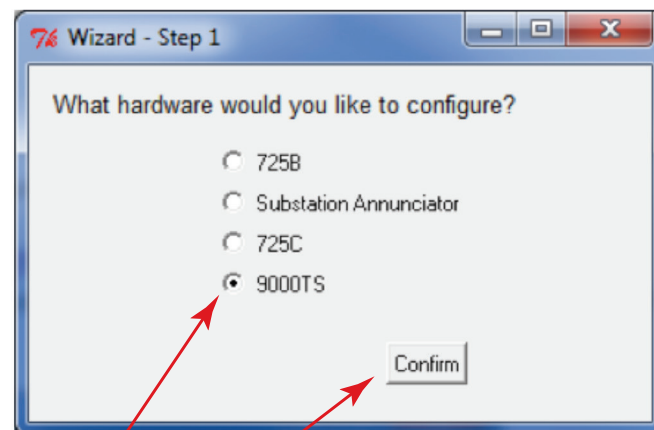 Wizard - Step 1
What hardware would you like to configure?
725B
Substation Annunciator
725C
9000TS
Confirm